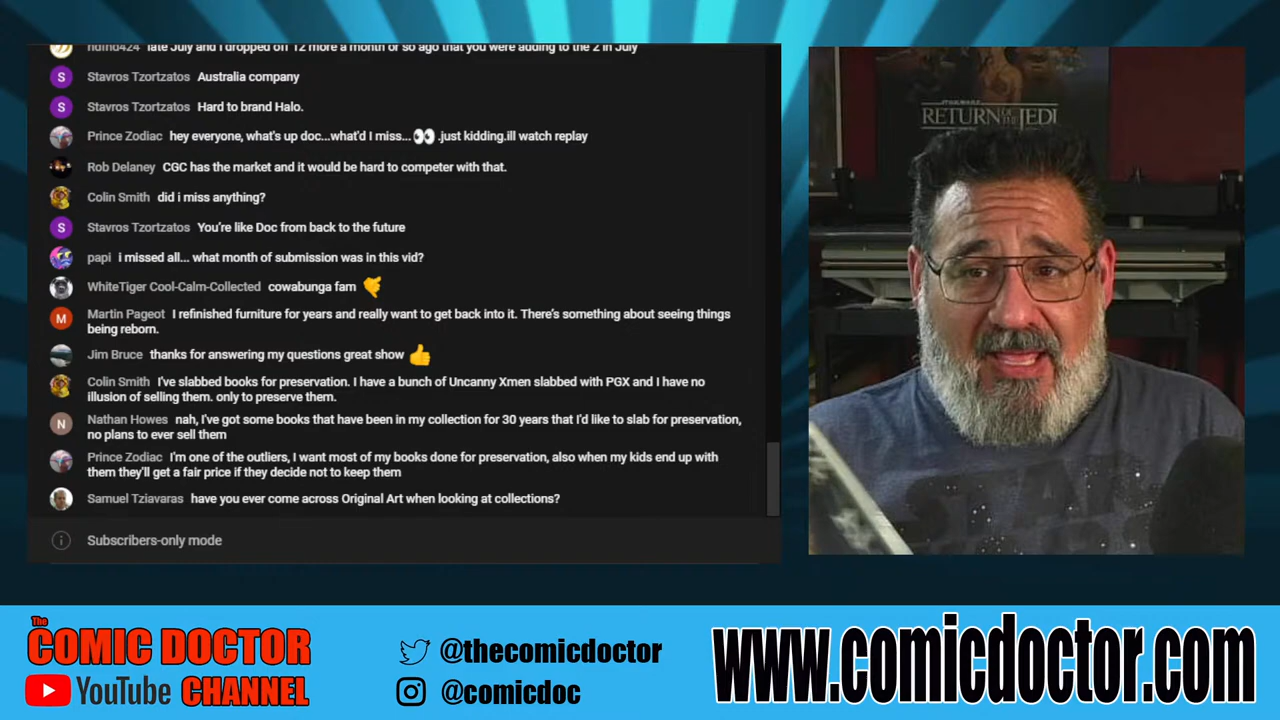 ndfnd424 late July and I dropped off 12 more a month or so ago that you were adding to the 2 in July
S Stavros Tzortzatos Australia company
S Stavros Tzortzatos Hard to brand Halo.
Prince Zodiac hey everyone, what's up doc...what'd I miss...👀.just kidding.ill watch replay
Rob Delaney CGC has the market and it would be hard to competer with that.
Colin Smith did i miss anything?
S Stavros Tzortzatos You're like Doc from back to the future
papi i missed all... what month of submission was in this vid?
WhiteTiger Cool-Calm-Collected cowabunga fam 🤙
M Martin Pageot I refinished furniture for years and really want to get back into it. There's something about seeing things
being reborn.
Jim Bruce thanks for answering my questions great show 👍
Colin Smith I've slabbed books for preservation. I have a bunch of Uncanny Xmen slabbed with PGX and I have no
illusion of selling them. only to preserve them.
N Nathan Howes nah, I've got some books that have been in my collection for 30 years that I'd like to slab for preservation,
no plans to ever sell them
Prince Zodiac I'm one of the outliers, I want most of my books done for preservation, also when my kids end up with
them they'll get a fair price if they decide not to keep them
Samuel Tziavaras have you ever come across Original Art when looking at collections?
Subscribers-only mode
STAR WARS
RETURN OF THE JEDI
STAR
The
COMIC DOCTOR
YouTube CHANNEL
@thecomicdoctor
@comicdoc
www.comicdoctor.com